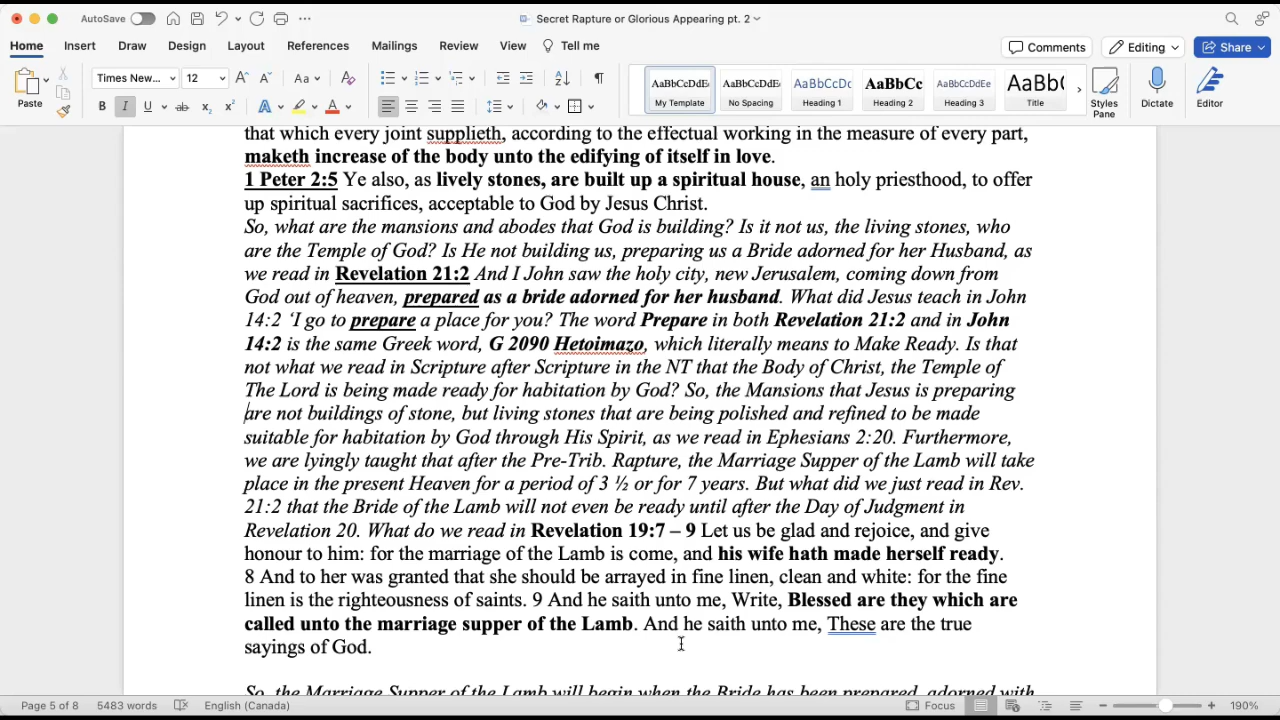 AutoSave
Secret Rapture or Glorious Appearing pt. 2
Home Insert Draw Design Layout References Mailings Review View Tell me
Comments Editing Share
Paste
Times New... 12
AaBbCcDdEe AaBbCcDdEe AaBbCcDc AaBbCc AaBbCcDdEe AaBb(
My Template No Spacing Heading 1 Heading 2 Heading 3 Title
Styles Pane
Dictate
Editor
that which every joint supplieth, according to the effectual working in the measure of every part,
maketh increase of the body unto the edifying of itself in love.
1 Peter 2:5 Ye also, as lively stones, are built up a spiritual house, an holy priesthood, to offer
up spiritual sacrifices, acceptable to God by Jesus Christ.
So, what are the mansions and abodes that God is building? Is it not us, the living stones, who
are the Temple of God? Is He not building us, preparing us a Bride adorned for her Husband, as
we read in Revelation 21:2 And I John saw the holy city, new Jerusalem, coming down from
God out of heaven, prepared as a bride adorned for her husband. What did Jesus teach in John
14:2 ‘I go to prepare a place for you? The word Prepare in both Revelation 21:2 and in John
14:2 is the same Greek word, G 2090 Hetoimazo, which literally means to Make Ready. Is that
not what we read in Scripture after Scripture in the NT that the Body of Christ, the Temple of
The Lord is being made ready for habitation by God? So, the Mansions that Jesus is preparing
are not buildings of stone, but living stones that are being polished and refined to be made
suitable for habitation by God through His Spirit, as we read in Ephesians 2:20. Furthermore,
we are lyingly taught that after the Pre-Trib. Rapture, the Marriage Supper of the Lamb will take
place in the present Heaven for a period of 3 ½ or for 7 years. But what did we just read in Rev.
21:2 that the Bride of the Lamb will not even be ready until after the Day of Judgment in
Revelation 20. What do we read in Revelation 19:7 – 9 Let us be glad and rejoice, and give
honour to him: for the marriage of the Lamb is come, and his wife hath made herself ready.
8 And to her was granted that she should be arrayed in fine linen, clean and white: for the fine
linen is the righteousness of saints. 9 And he saith unto me, Write, Blessed are they which are
called unto the marriage supper of the Lamb. And he saith unto me, These are the true
sayings of God.
So, the Marriage Supper of the Lamb will begin when the Bride has been prepared, adorned with
Page 5 of 8 5483 words English (Canada) Focus 190%